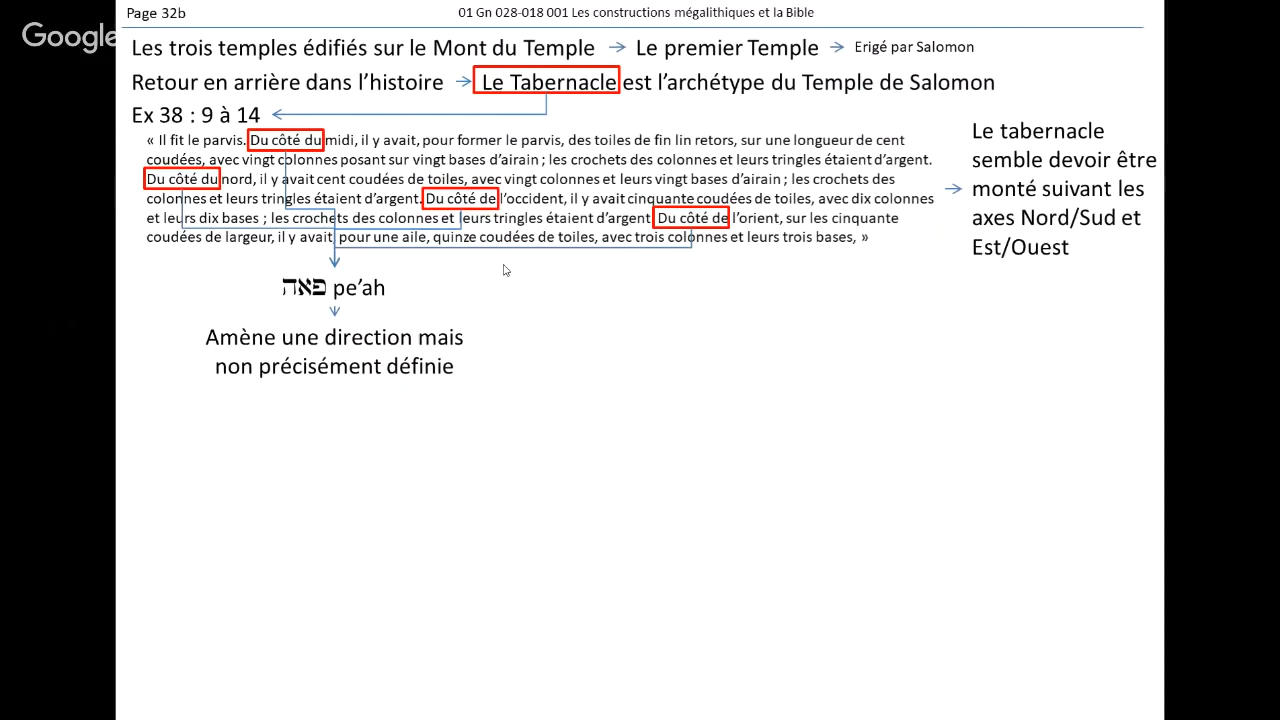 Page 32b
01 Gn 028-018 001 Les constructions mégalithiques et la Bible
Google
Les trois temples édifiés sur le Mont du Temple → Le premier Temple → Erigé par Salomon
Retour en arrière dans l’histoire → Le Tabernacle est l’archétype du Temple de Salomon
Ex 38 : 9 à 14
« Il fit le parvis. Du côté du midi, il y avait, pour former le parvis, des toiles de fin lin retors, sur une longueur de cent
coudées, avec vingt colonnes posant sur vingt bases d’airain ; les crochets des colonnes et leurs tringles étaient d’argent.
Du côté du nord, il y avait cent coudées de toiles, avec vingt colonnes et leurs vingt bases d’airain ; les crochets des
colonnes et leurs tringles étaient d’argent. Du côté de l’occident, il y avait cinquante coudées de toiles, avec dix colonnes
et leurs dix bases ; les crochets des colonnes et leurs tringles étaient d’argent. Du côté de l’orient, sur les cinquante
coudées de largeur, il y avait, pour une aile, quinze coudées de toiles, avec trois colonnes et leurs trois bases, »
Le tabernacle
semble devoir être
monté suivant les
axes Nord/Sud et
Est/Ouest
פאה pe’ah
Amène une direction mais
non précisément définie